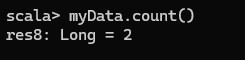 scala> myData.count()
res8: Long = 2